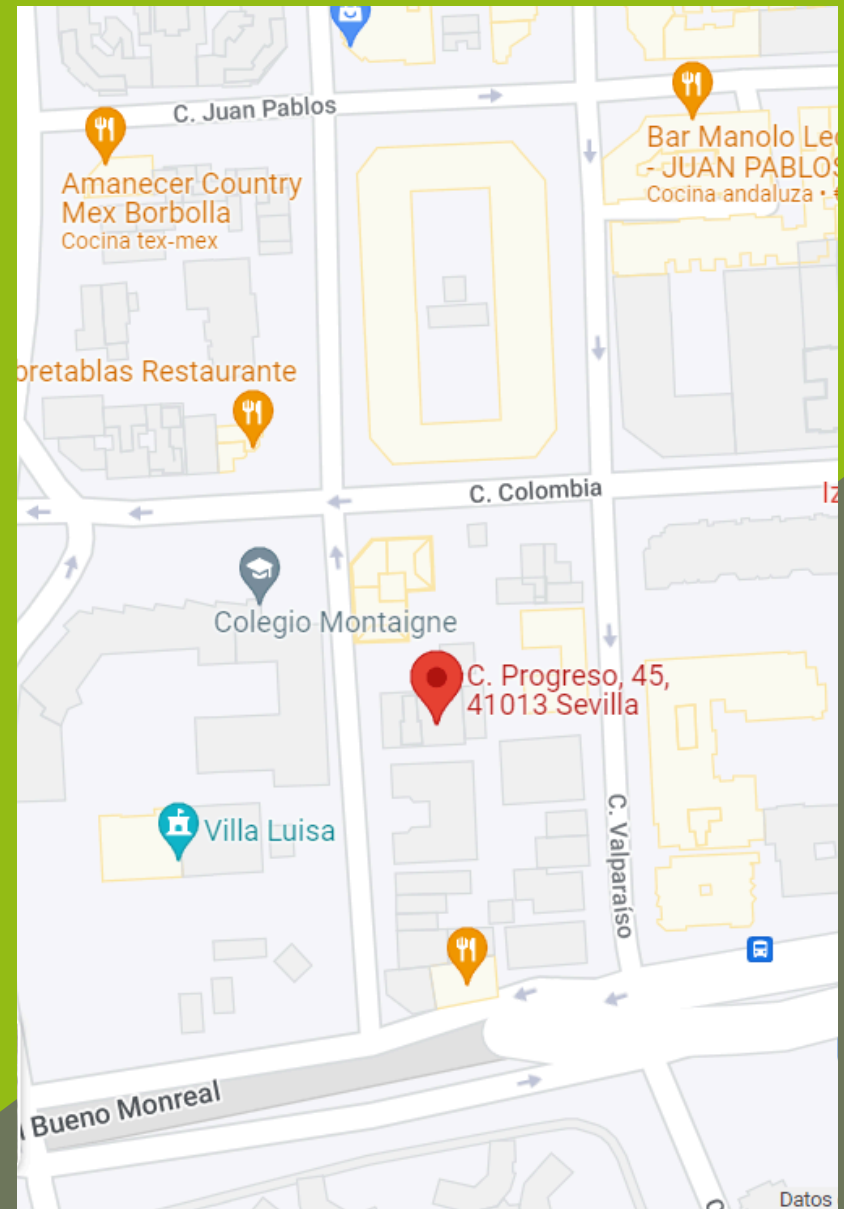 C. Juan Pablos
Bar Manolo Le
- JUAN PABLOS
Cocina andaluza ·
Amanecer Country
Mex Borbolla
Cocina tex-mex
pretablas Restaurante
C. Colombia
Iz
Colegio Montaigne
C. Progreso, 45,
41013 Sevilla
Villa Luisa
C. Valparaíso
Bueno Monreal
Datos